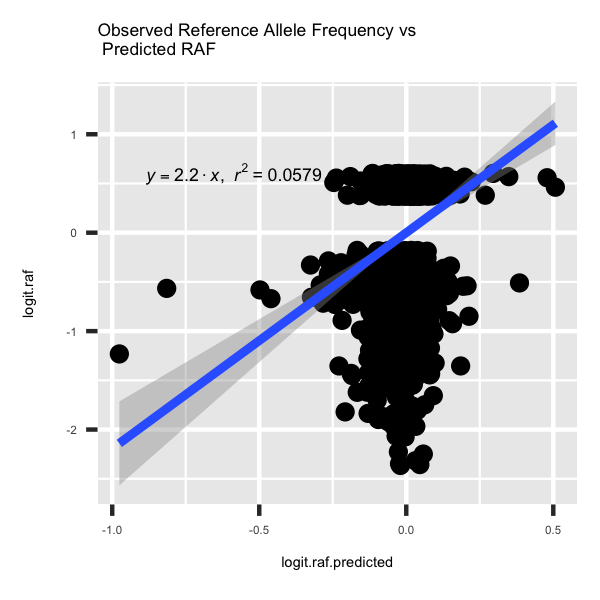 Observed Reference Allele Frequency vs
Predicted RAF
1
y = 2.2 · x, r² = 0.0579
0
-1
-2
logit.raf
-1.0 -0.5 0.0 0.5
logit.raf.predicted